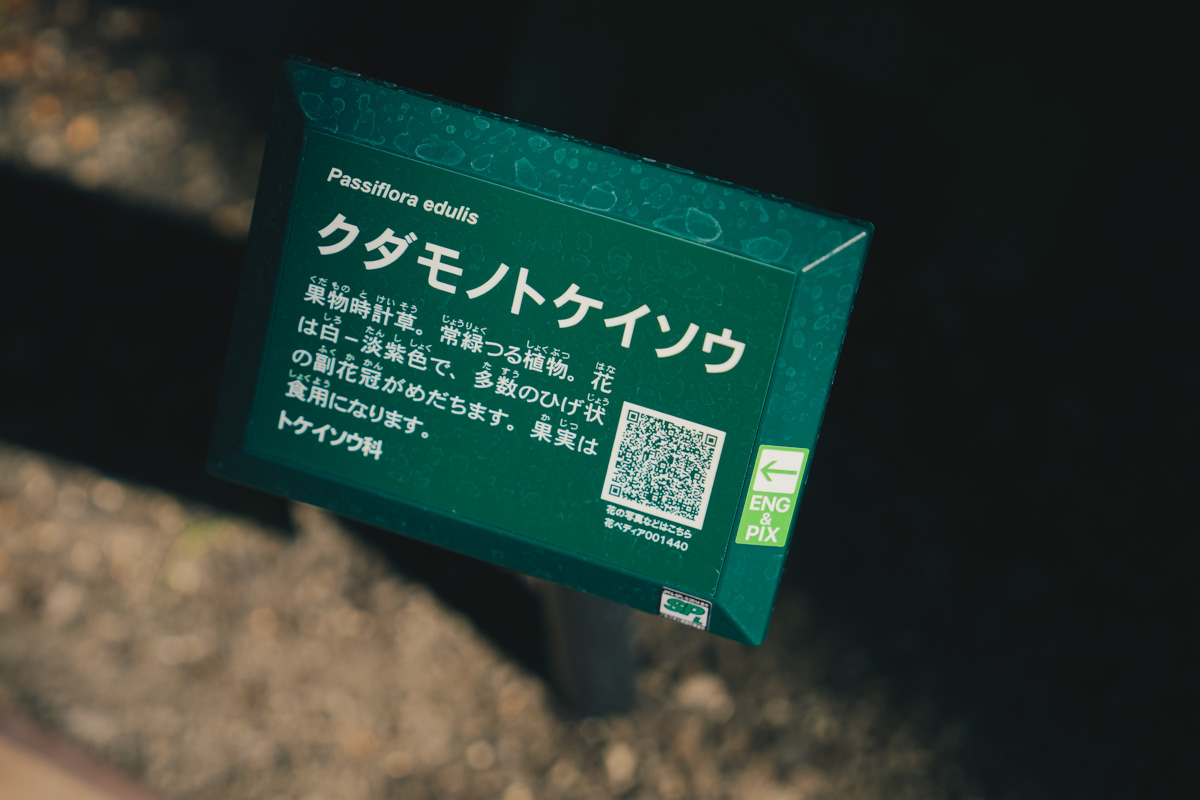 Passiflora edulis
クダモノトケイソウ
果物時計草。常緑つる植物。花
は白－淡紫色で、多数のひげ状
の副花冠がめだちます。果実は
食用になります。
トケイソウ科
花の写真などはこちら
花ペディア001440
←
ENG
&
PIX